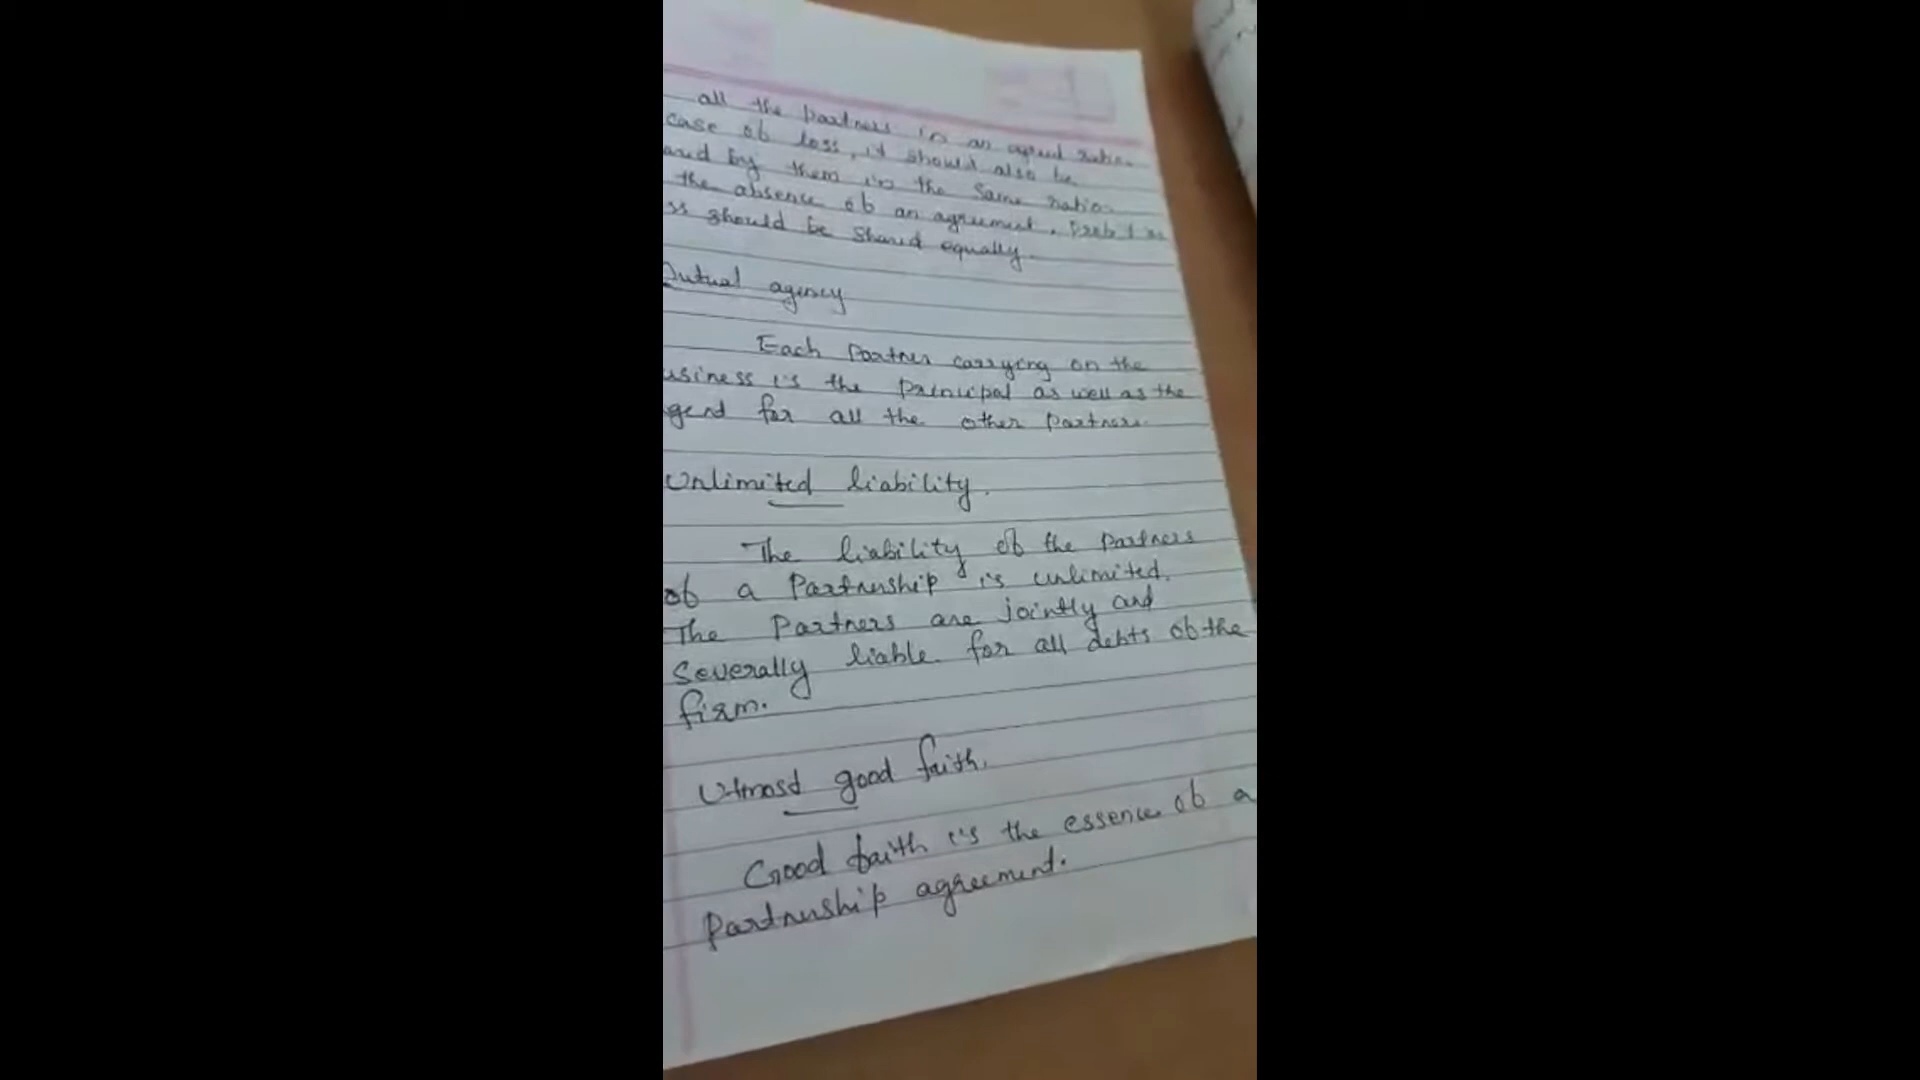 all the partners in an agreed ratio.
case of loss, it should also be
ared by them in the same ratio.
the absence of an agreement, profit or
ss should be shared equally.
Mutual agency
Each Partner carrying on the
usiness is the Principal as well as the
gent for all the other Partners.
Unlimited liability.
The liability of the Partners
of a Partnership is unlimited.
The Partners are jointly and
Severally liable for all debts of the
firm.
Utmost good faith.
Good faith is the essence of a
Partnership agreement.